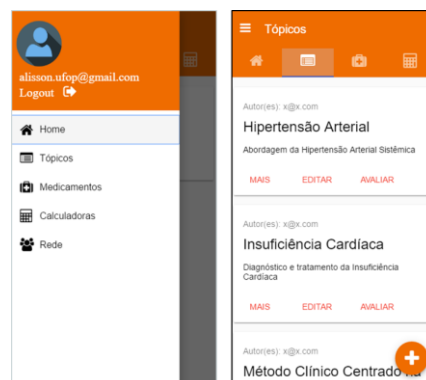 alisson.ufop@gmail.com
Logout
Home
Tópicos
Medicamentos
Calculadoras
Rede
Tópicos
Autor(es): x@x.com
Hipertensão Arterial
Abordagem da Hipertensão Arterial Sistêmica
MAIS EDITAR AVALIAR
Autor(es): x@x.com
Insuficiência Cardíaca
Diagnóstico e tratamento da Insuficiência
Cardíaca
MAIS EDITAR AVALIAR
Autor(es): x@x.com
Método Clínico Centrado na